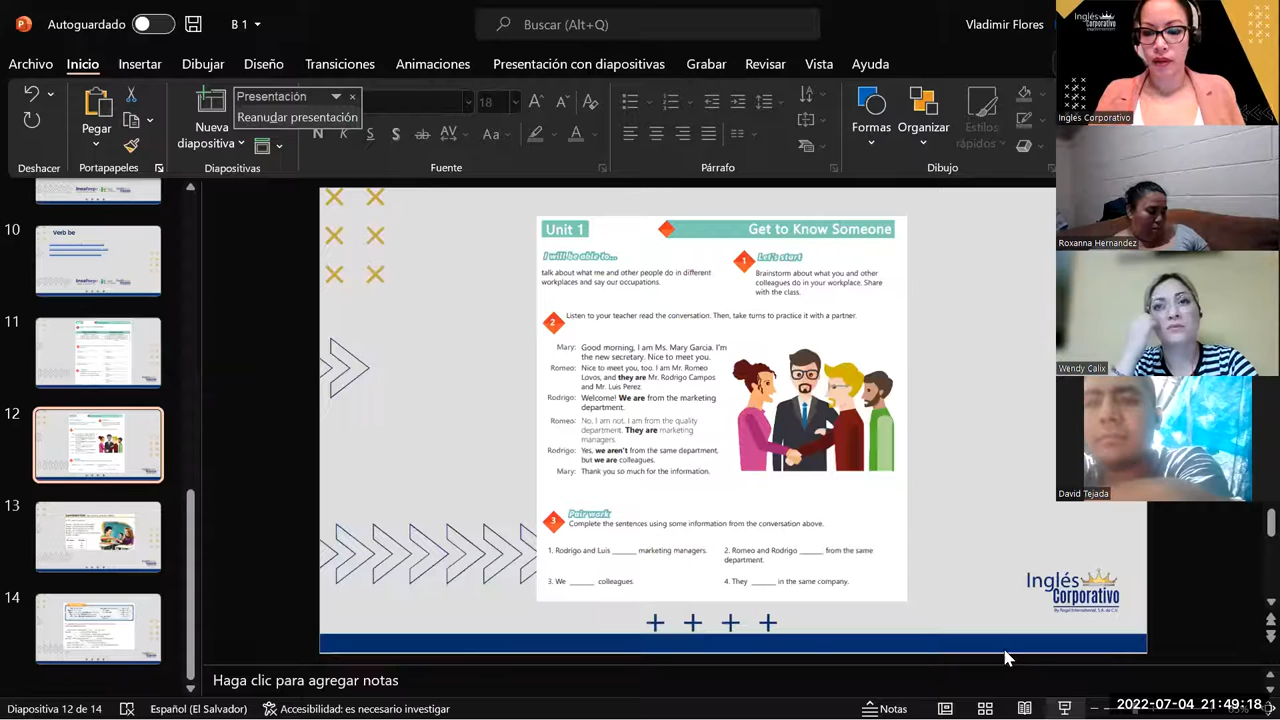 Autoguardado
B 1
Buscar (Alt+Q)
Vladimir Flores
Archivo
Inicio
Insertar
Dibujar
Diseño
Transiciones
Presentación con diapositivas
Grabar
Revisar
Vista
Ayuda
Presentación
Reanudar presentación
18
Pegar
Nueva
Formas
Organizar
Estilos
rápidos
Deshacer
Portapapeles
Diapositivas
Fuente
Párrafo
Dibujo
10
Verb be
11
12
13
14
Unit 1
Get to Know Someone
I will be able to...
talk about what me and other people do in different
workplaces and say our occupations.
1
Let's start
Brainstorm about what you and other
colleagues do in your workplace. Share
with the class.
2
Listen to your teacher read the conversation. Then, take turns to practice it with a partner.
Mary: Good morning, I am Ms. Mary Garcia. I'm
the new secretary. Nice to meet you.
Romeo: Nice to meet you, too. I am Mr. Romeo
Lovos, and they are Mr. Rodrigo Campos
and Mr. Luis Perez.
Rodrigo: Welcome! We are from the marketing
department.
Romeo: No, I am not. I am from the quality
department. They are marketing
managers.
Rodrigo: Yes, we aren't from the same department,
but we are colleagues.
Mary: Thank you so much for the information.
3
Pair work
Complete the sentences using some information from the conversation above.
1. Rodrigo and Luis ______ marketing managers.
2. Romeo and Rodrigo ______ from the same
department.
3. We ______ colleagues.
4. They ______ in the same company.
Inglés
Corporativo
Haga clic para agregar notas
Diapositiva 12 de 14
Español (El Salvador)
Accesibilidad: es necesario investigar
Notas
2022-07-04 21:49:18
Inglés
Corporativo
Inglés Corporativo
Roxanna Hernandez
Wendy Calix
David Tejada